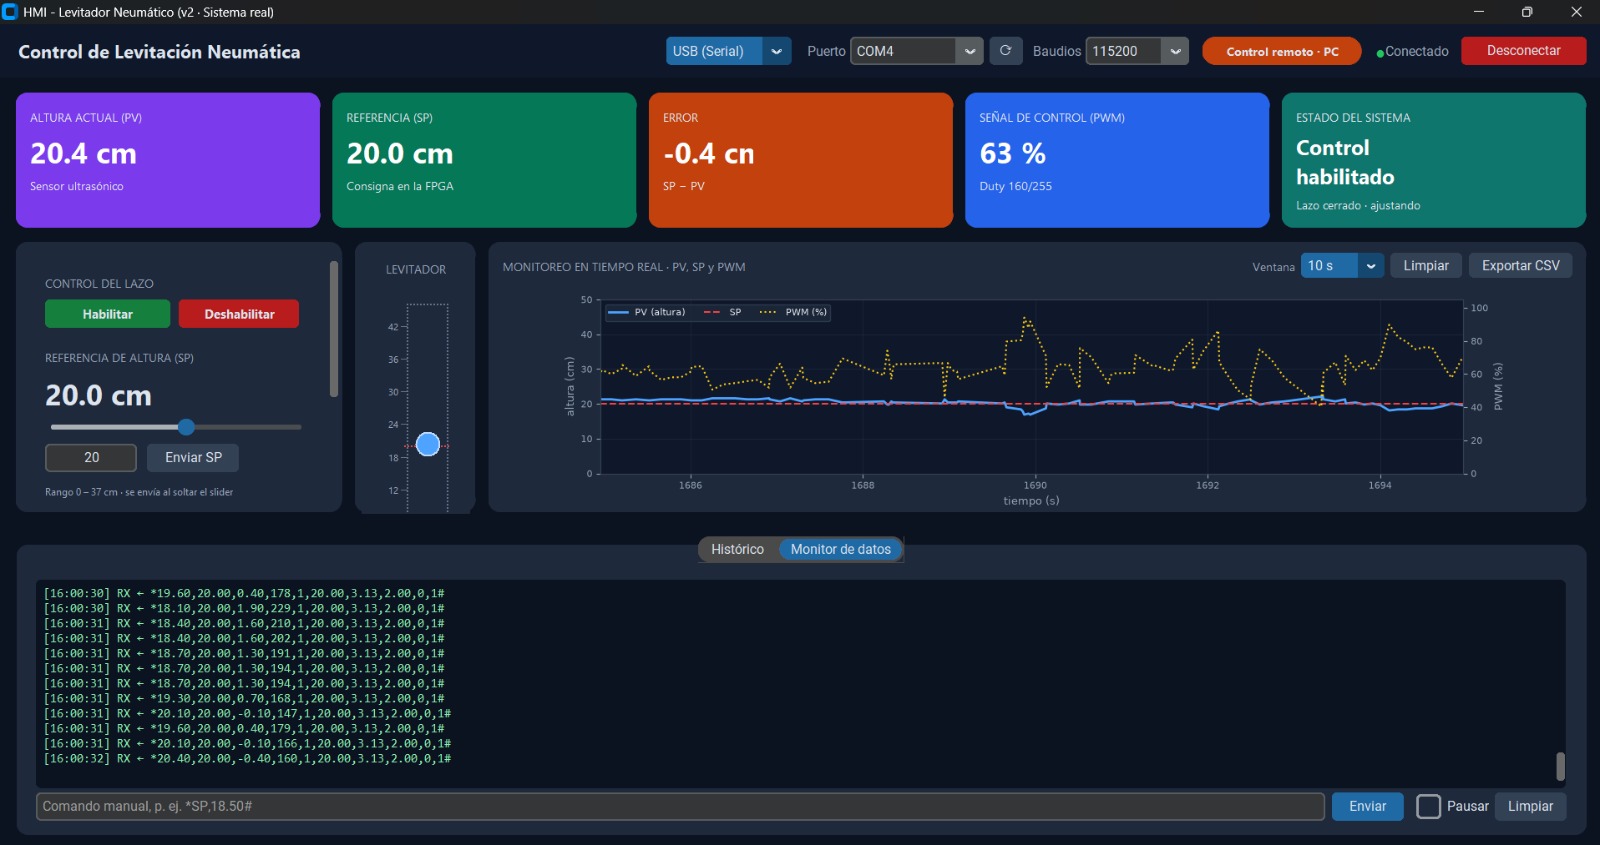 HMI - Levitador Neumático (v2 · Sistema real)
Control de Levitación Neumática
USB (Serial)
Puerto
COM4
Baudios
115200
Control remoto · PC
Conectado
Desconectar
ALTURA ACTUAL (PV)
20.4 cm
Sensor ultrasónico
REFERENCIA (SP)
20.0 cm
Consigna en la FPGA
ERROR
-0.4 cn
SP − PV
SEÑAL DE CONTROL (PWM)
63 %
Duty 160/255
ESTADO DEL SISTEMA
Control
habilitado
Lazo cerrado · ajustando
CONTROL DEL LAZO
Habilitar
Deshabilitar
REFERENCIA DE ALTURA (SP)
20.0 cm
20
Enviar SP
Rango 0 – 37 cm · se envía al soltar el slider
LEVITADOR
42
36
30
24
18
12
MONITOREO EN TIEMPO REAL · PV, SP y PWM
Ventana
10 s
Limpiar
Exportar CSV
PV (altura)
SP
PWM (%)
50
40
30
20
10
0
altura (cm)
100
80
60
40
20
0
PWM (%)
1686
1688
1690
1692
1694
tiempo (s)
Histórico
Monitor de datos
[16:00:30] RX ← *19.60,20.00,0.40,178,1,20.00,3.13,2.00,0,1#
[16:00:30] RX ← *18.10,20.00,1.90,229,1,20.00,3.13,2.00,0,1#
[16:00:31] RX ← *18.40,20.00,1.60,210,1,20.00,3.13,2.00,0,1#
[16:00:31] RX ← *18.40,20.00,1.60,202,1,20.00,3.13,2.00,0,1#
[16:00:31] RX ← *18.70,20.00,1.30,191,1,20.00,3.13,2.00,0,1#
[16:00:31] RX ← *18.70,20.00,1.30,194,1,20.00,3.13,2.00,0,1#
[16:00:31] RX ← *18.70,20.00,1.30,194,1,20.00,3.13,2.00,0,1#
[16:00:31] RX ← *19.30,20.00,0.70,168,1,20.00,3.13,2.00,0,1#
[16:00:31] RX ← *20.10,20.00,-0.10,147,1,20.00,3.13,2.00,0,1#
[16:00:31] RX ← *19.60,20.00,0.40,179,1,20.00,3.13,2.00,0,1#
[16:00:31] RX ← *20.10,20.00,-0.10,166,1,20.00,3.13,2.00,0,1#
[16:00:32] RX ← *20.40,20.00,-0.40,160,1,20.00,3.13,2.00,0,1#
Comando manual, p. ej. *SP,18.50#
Enviar
Pausar
Limpiar